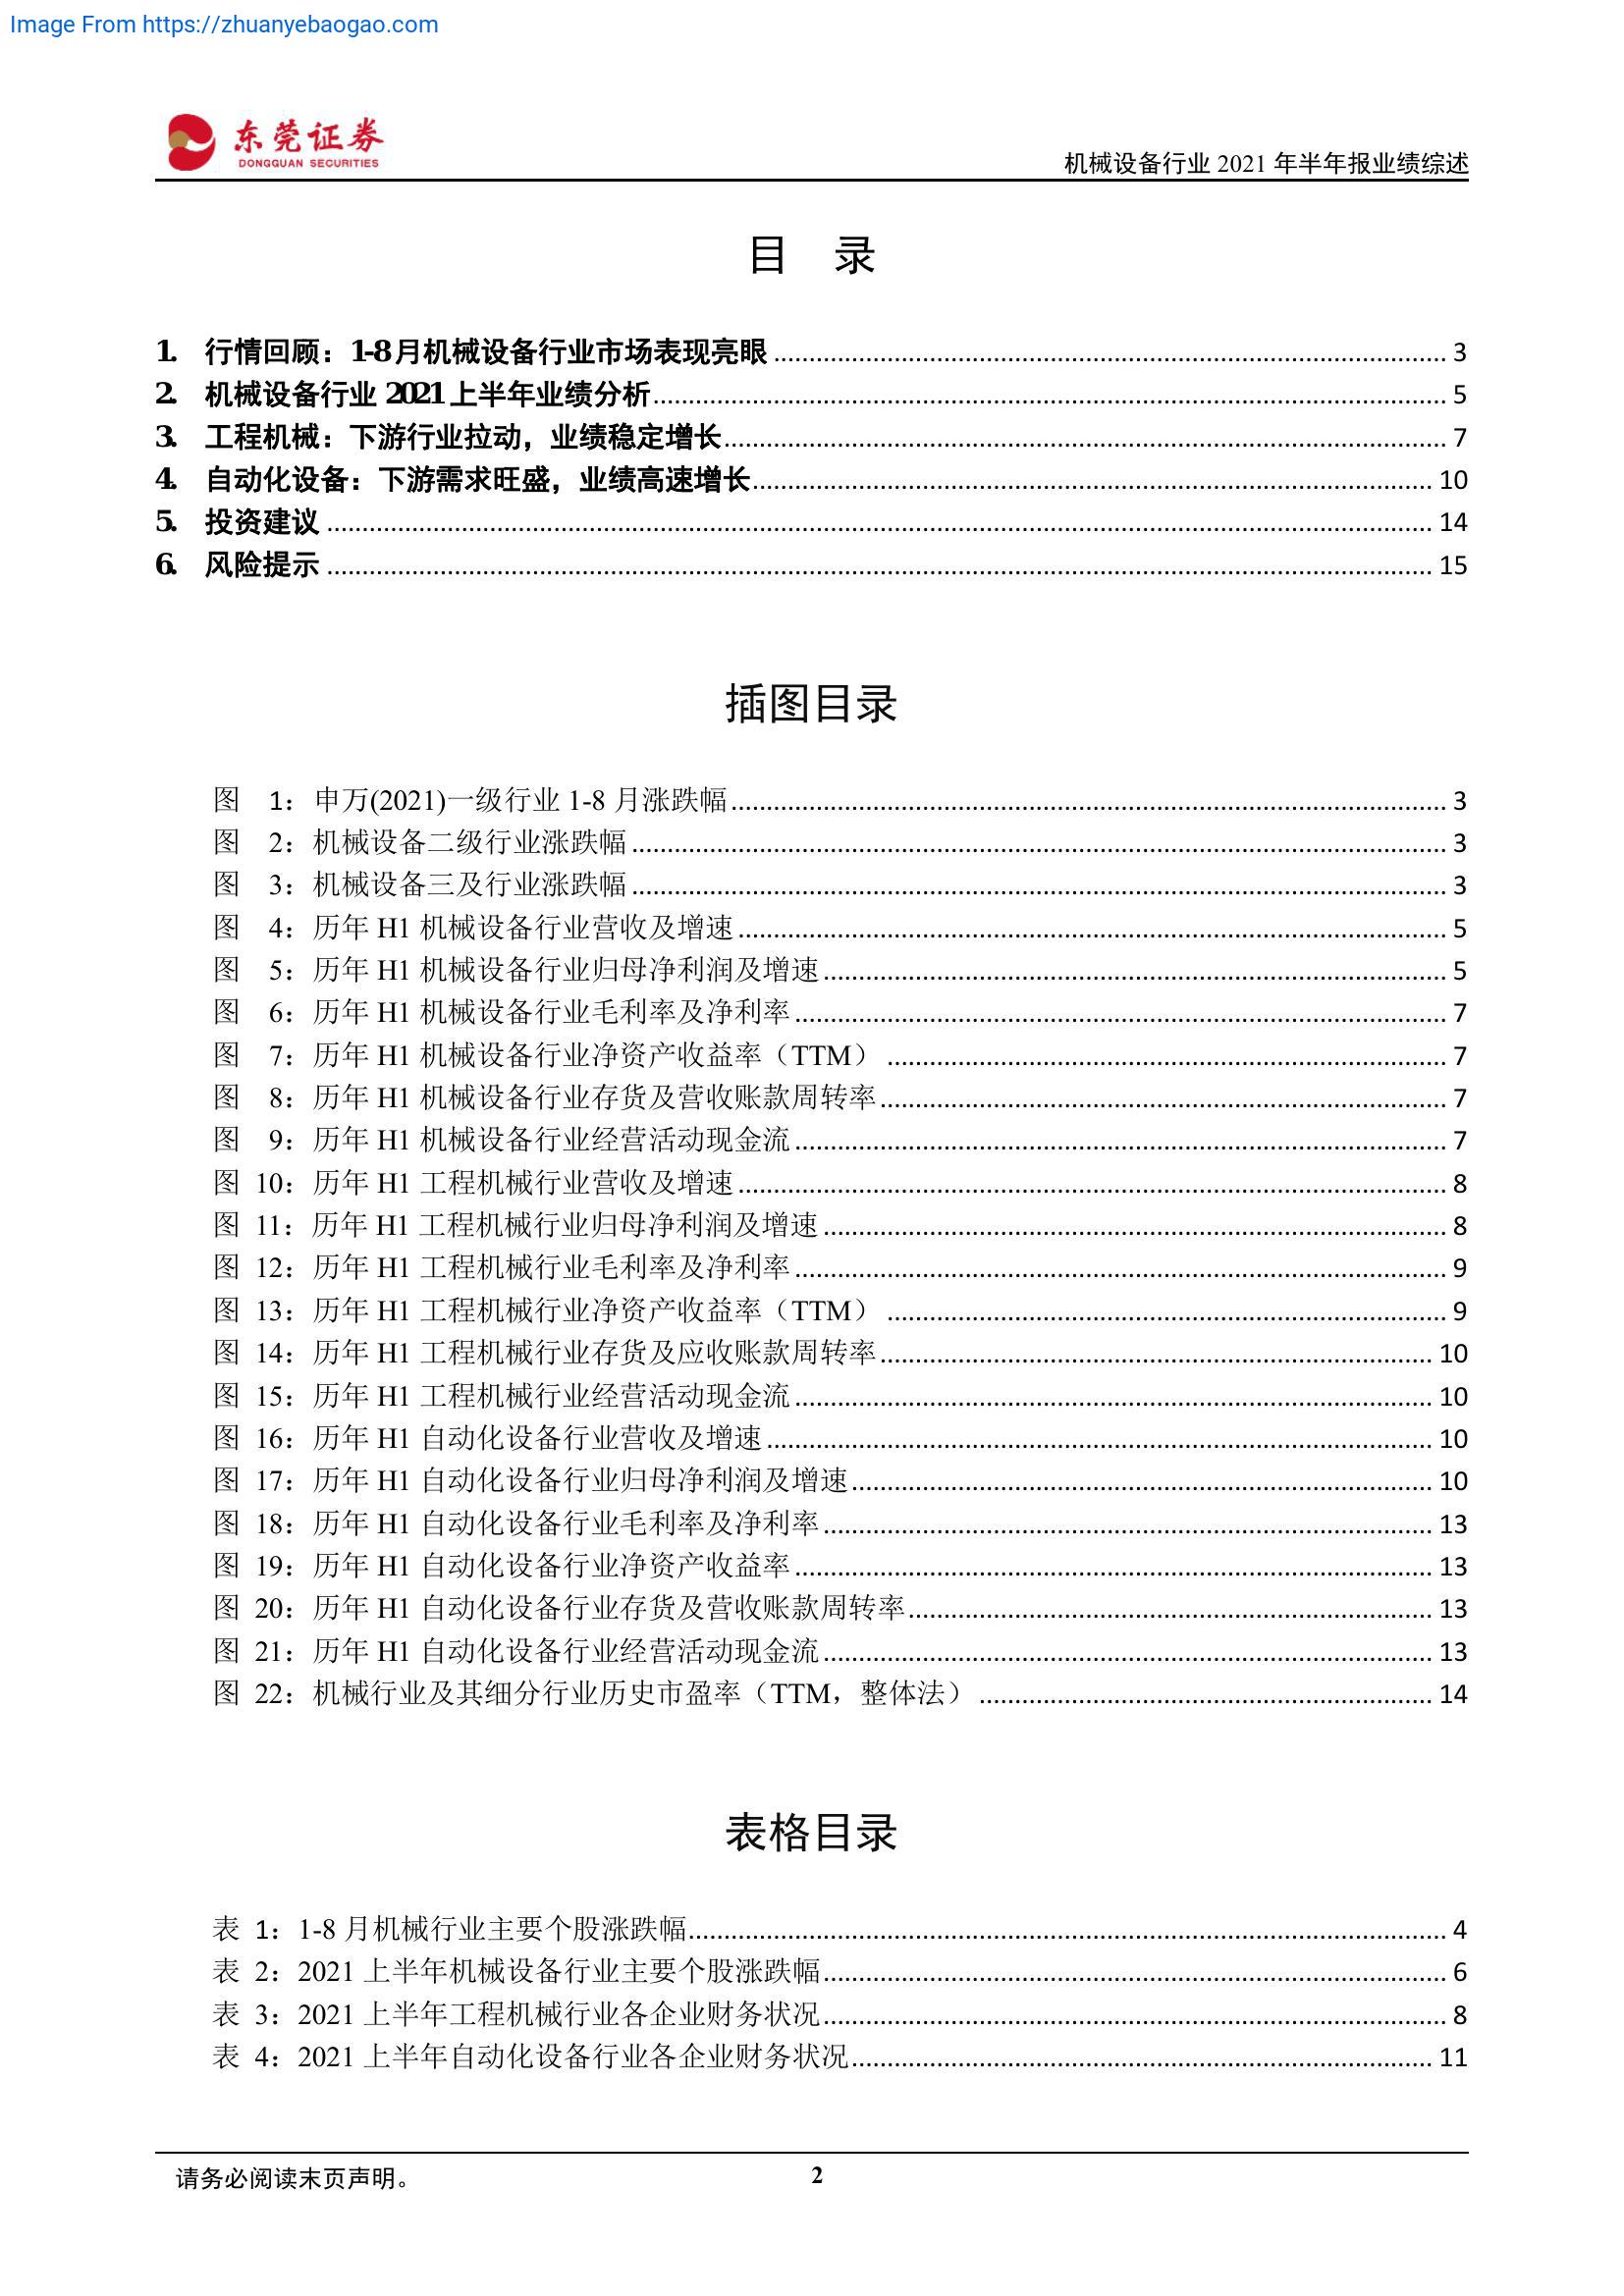 Image From https://zhuanyebaogao.com
东莞证券
DONGGUAN SECURITIES
机械设备行业 2021 年半年报业绩综述
目 录
1. 行情回顾：1-8 月机械设备行业市场表现亮眼 3
2. 机械设备行业 2021 上半年业绩分析 5
3. 工程机械：下游行业拉动，业绩稳定增长 7
4. 自动化设备：下游需求旺盛，业绩高速增长 10
5. 投资建议 14
6. 风险提示 15
插图目录
图 1：申万(2021)一级行业 1-8 月涨跌幅 3
图 2：机械设备二级行业涨跌幅 3
图 3：机械设备三及行业涨跌幅 3
图 4：历年 H1 机械设备行业营收及增速 5
图 5：历年 H1 机械设备行业归母净利润及增速 5
图 6：历年 H1 机械设备行业毛利率及净利率 7
图 7：历年 H1 机械设备行业净资产收益率（TTM） 7
图 8：历年 H1 机械设备行业存货及营收账款周转率 7
图 9：历年 H1 机械设备行业经营活动现金流 7
图 10：历年 H1 工程机械行业营收及增速 8
图 11：历年 H1 工程机械行业归母净利润及增速 8
图 12：历年 H1 工程机械行业毛利率及净利率 9
图 13：历年 H1 工程机械行业净资产收益率（TTM） 9
图 14：历年 H1 工程机械行业存货及应收账款周转率 10
图 15：历年 H1 工程机械行业经营活动现金流 10
图 16：历年 H1 自动化设备行业营收及增速 10
图 17：历年 H1 自动化设备行业归母净利润及增速 10
图 18：历年 H1 自动化设备行业毛利率及净利率 13
图 19：历年 H1 自动化设备行业净资产收益率 13
图 20：历年 H1 自动化设备行业存货及营收账款周转率 13
图 21：历年 H1 自动化设备行业经营活动现金流 13
图 22：机械行业及其细分行业历史市盈率（TTM，整体法） 14
表格目录
表 1：1-8 月机械行业主要个股涨跌幅 4
表 2：2021 上半年机械设备行业主要个股涨跌幅 6
表 3：2021 上半年工程机械行业各企业财务状况 8
表 4：2021 上半年自动化设备行业各企业财务状况 11
请务必阅读末页声明。
2